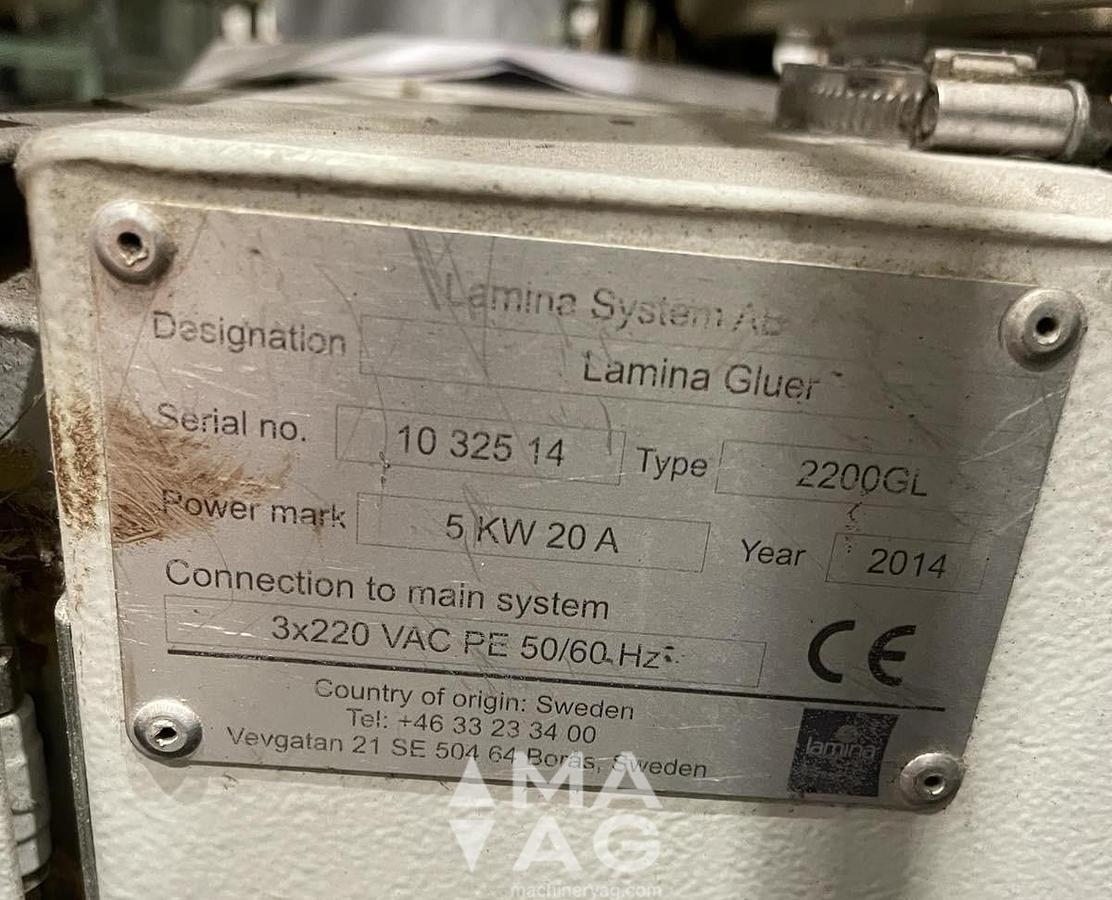 Lamina System Ab
Designation Lamina Gluer
Serial no. 10 325 14 Type 2200GL
Power mark 5 KW 20 A Year 2014
Connection to main system
3x220 VAC PE 50/60 Hz
CE
Country of origin: Sweden
Tel: +46 33 23 34 00
Vevgatan 21 SE 504 64 Borås, Sweden
lamina
MA
AG
machineryag.com